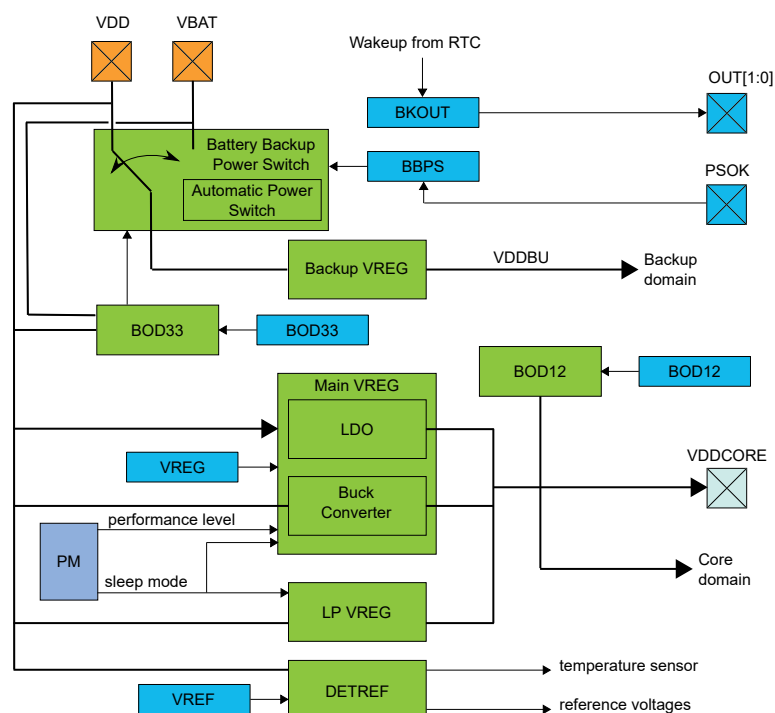 VDD
VBAT
Wakeup from RTC
OUT[1:0]
BKOUT
Battery Backup
Power Switch
BBPS
PSOK
Automatic Power
Switch
Backup VREG
VDDBU
Backup
domain
BOD33
BOD33
BOD12
BOD12
Main VREG
LDO
VREG
VDDCORE
Buck
Converter
performance level
PM
sleep mode
Core
domain
LP VREG
temperature sensor
DETREF
VREF
reference voltages